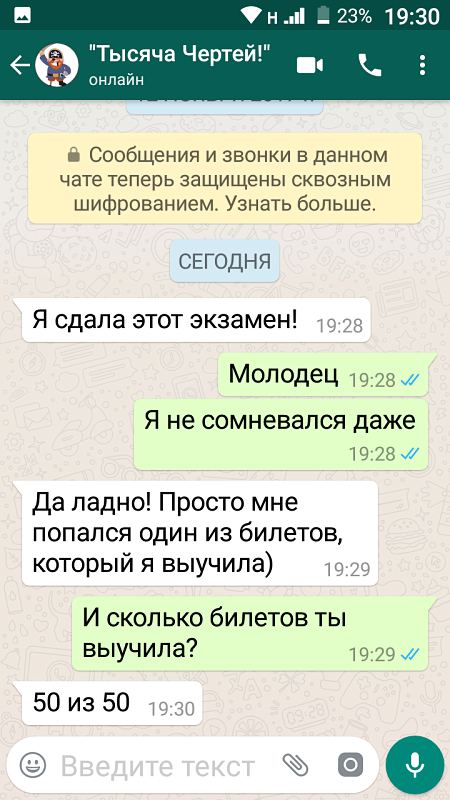 Н 23% 19:30
"Тысяча Чертей!"
онлайн
Сообщения и звонки в данном
чате теперь защищены сквозным
шифрованием. Узнать больше.
СЕГОДНЯ
Я сдала этот экзамен! 19:28
Молодец 19:28
Я не сомневался даже
19:28
Да ладно! Просто мне
попался один из билетов,
который я выучила) 19:29
И сколько билетов ты
выучила? 19:29
50 из 50 19:30
Введите текст